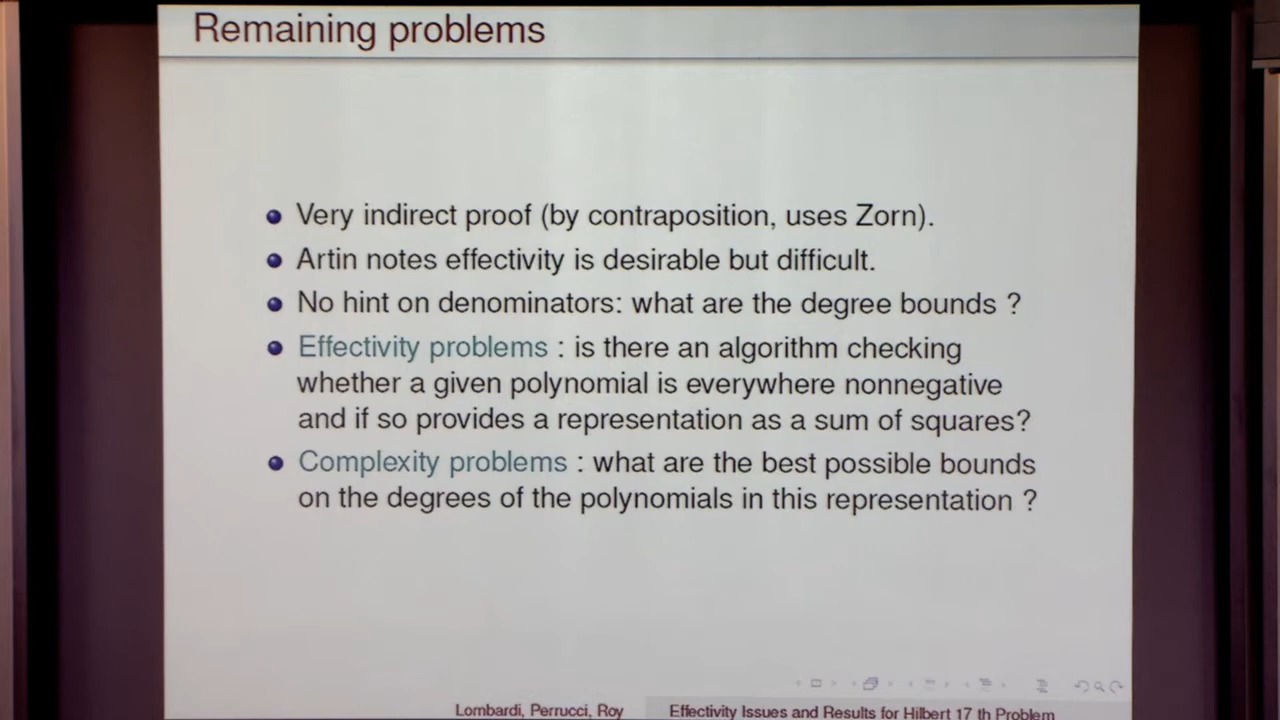 Remaining problems
Very indirect proof (by contraposition, uses Zorn).
Artin notes effectivity is desirable but difficult.
No hint on denominators: what are the degree bounds ?
Effectivity problems : is there an algorithm checking
whether a given polynomial is everywhere nonnegative
and if so provides a representation as a sum of squares?
Complexity problems : what are the best possible bounds
on the degrees of the polynomials in this representation ?
Lombardi, Perrucci, Roy Effectivity Issues and Results for Hilbert 17 th Problem